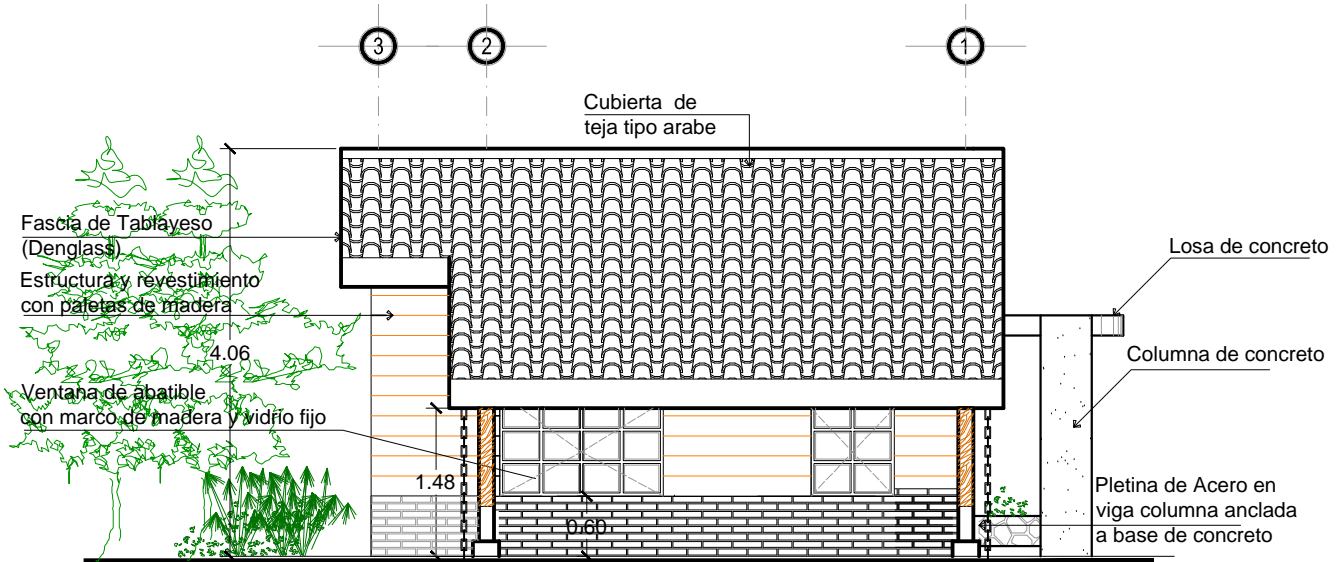 3
2
1
Cubierta de
teja tipo arabe
Fascia de Tablayeso
(Denglass)
Estructura y revestimiento
con paletas de madera
4.06
Ventana de abatible
con marco de madera y vidrio fijo
1.48
0.60
Losa de concreto
Columna de concreto
Pletina de Acero en
viga columna anclada
a base de concreto